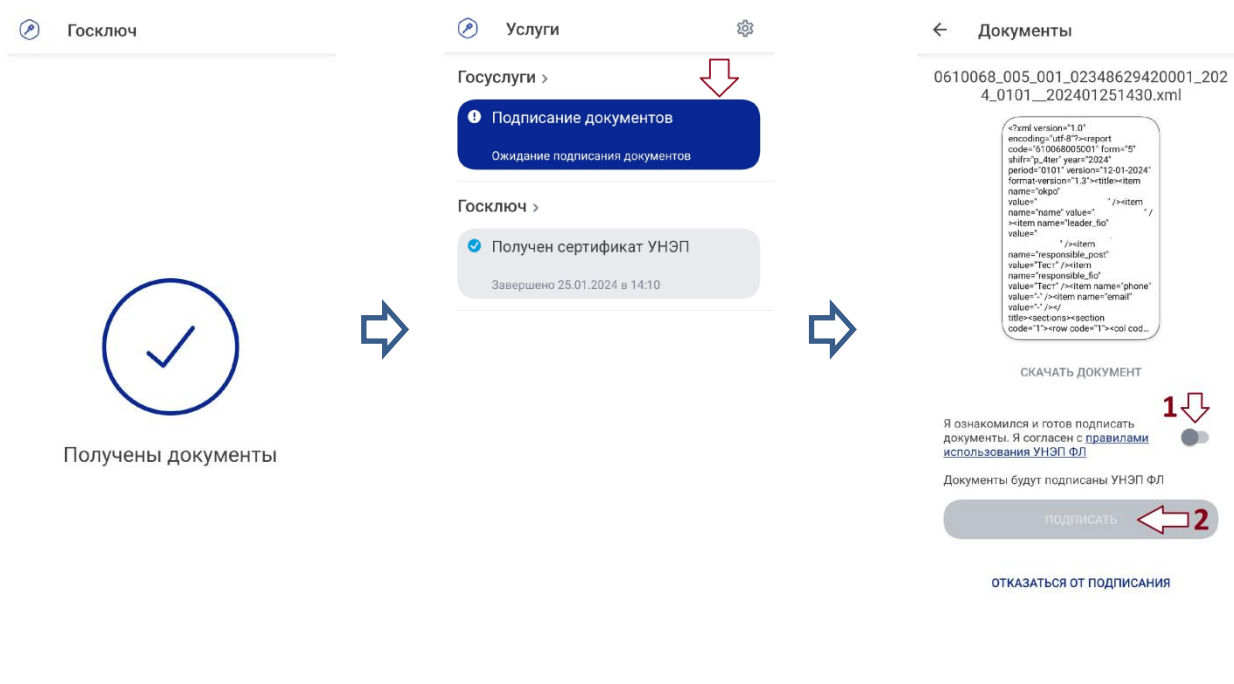 Госключ
Получены документы
Услуги
Госуслуги >
Подписание документов
Ожидание подписания документов
Госключ >
Получен сертификат УНЭП
Завершено 25.01.2024 в 14:10
Документы
0610068_005_001_02348629420001_202
4_0101__202401251430.xml
<?xml version="1.0"
encoding="utf-8"?><report
code="610068005001" form="5"
shifr="p_4ter" year="2024"
period="0101" version="12-01-2024"
format-version="1.3"><title><item
name="okpo"
value=" " /><item
name="name" value=". " /
><item name="leader_fio"
value="
" /><item
name="responsible_post"
value="Тест" /><item
name="responsible_fio"
value="Тест" /><item name="phone"
value="-" /><item name="email"
value="-" /></
title><sections><section
code="1"><row code="1"><col cod...
СКАЧАТЬ ДОКУМЕНТ
1
Я ознакомился и готов подписать
документы. Я согласен с правилами
использования УНЭП ФЛ
Документы будут подписаны УНЭП ФЛ
ПОДПИСАТЬ
2
ОТКАЗАТЬСЯ ОТ ПОДПИСАНИЯ